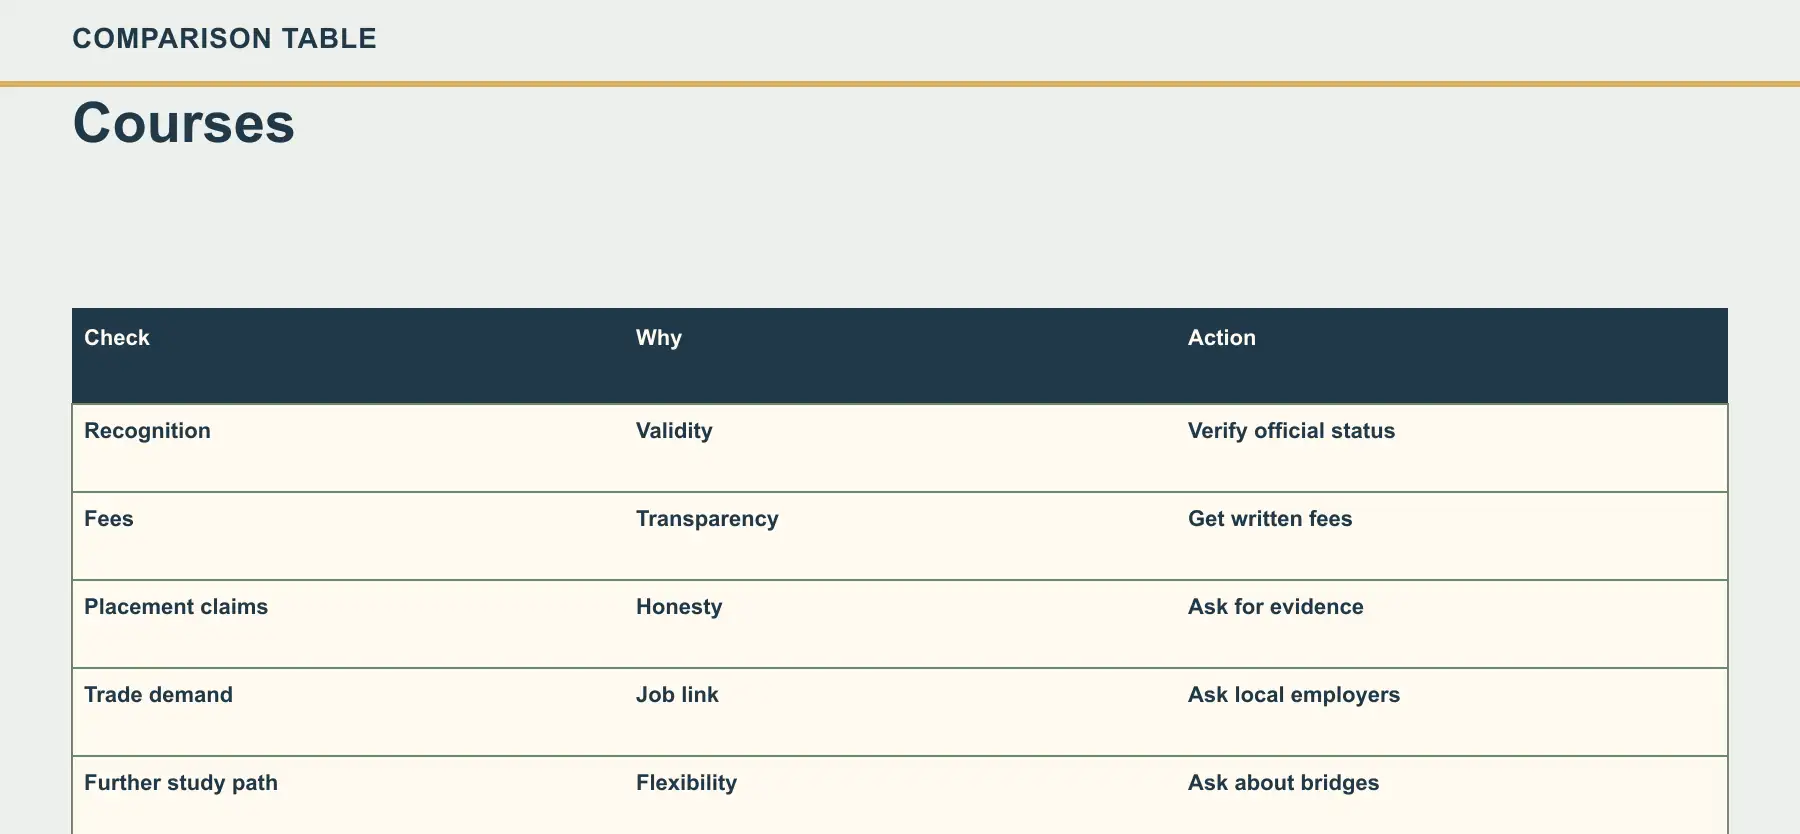 COMPARISON TABLE
Courses
Check Why Action
Recognition Validity Verify official status
Fees Transparency Get written fees
Placement claims Honesty Ask for evidence
Trade demand Job link Ask local employers
Further study path Flexibility Ask about bridges